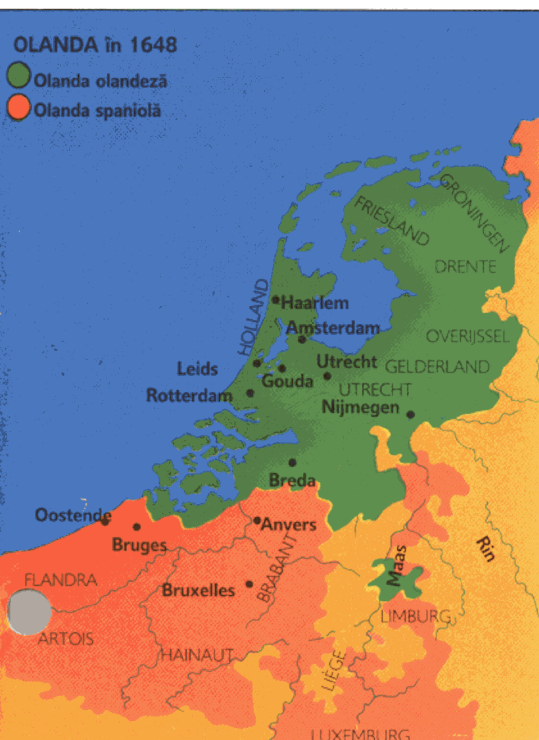 OLANDA în 1648
Olanda olandeză
Olanda spaniolă
GRONINGEN
FRIESLAND
DRENTE
HOLLAND
Haarlem
Amsterdam
OVERIJSSEL
Leids
Utrecht
GELDERLAND
Gouda
Rotterdam
UTRECHT
Nijmegen
Breda
Oostende
Anvers
Bruges
Rin
Maas
FLANDRA
BRABANT
Bruxelles
LIMBURG
ARTOIS
HAINAUT
LIÈGE
LUXEMBURG